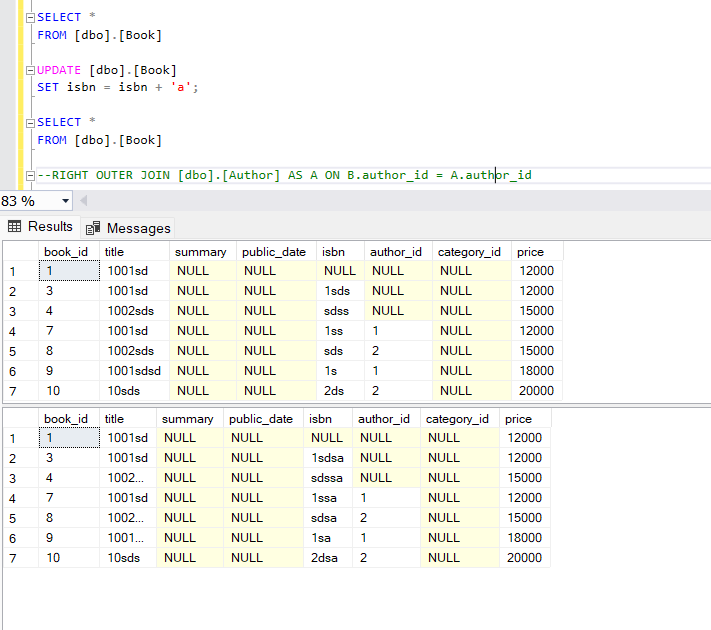 SELECT *
FROM [dbo].[Book]
UPDATE [dbo].[Book]
SET isbn = isbn + 'a';
SELECT *
FROM [dbo].[Book]
--RIGHT OUTER JOIN [dbo].[Author] AS A ON B.author_id = A.author_id
83 %
Results Messages
book_id title summary public_date isbn author_id category_id price
1 1 1001sd NULL NULL NULL NULL NULL 12000
2 3 1001sd NULL NULL 1sds NULL NULL 12000
3 4 1002sds NULL NULL sdss NULL NULL 15000
4 7 1001sd NULL NULL 1ss 1 NULL 12000
5 8 1002sds NULL NULL sds 2 NULL 15000
6 9 1001sdsd NULL NULL 1s 1 NULL 18000
7 10 10sds NULL NULL 2ds 2 NULL 20000
book_id title summary public_date isbn author_id category_id price
1 1 1001sd NULL NULL NULL NULL NULL 12000
2 3 1001sd NULL NULL 1sdsa NULL NULL 12000
3 4 1002... NULL NULL sdssa NULL NULL 15000
4 7 1001sd NULL NULL 1ssa 1 NULL 12000
5 8 1002... NULL NULL sdsa 2 NULL 15000
6 9 1001... NULL NULL 1sa 1 NULL 18000
7 10 10sds NULL NULL 2dsa 2 NULL 20000